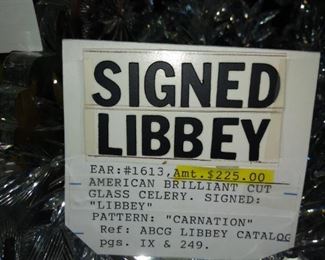 SIGNED
LIBBEY
EAR:#1613,Amt.$225.00
AMERICAN BRILLIANT CUT
GLASS CELERY. SIGNED:
"LIBBEY"
PATTERN: "CARNATION"
Ref: ABCG LIBBEY CATALOG
pgs. IX & 249.